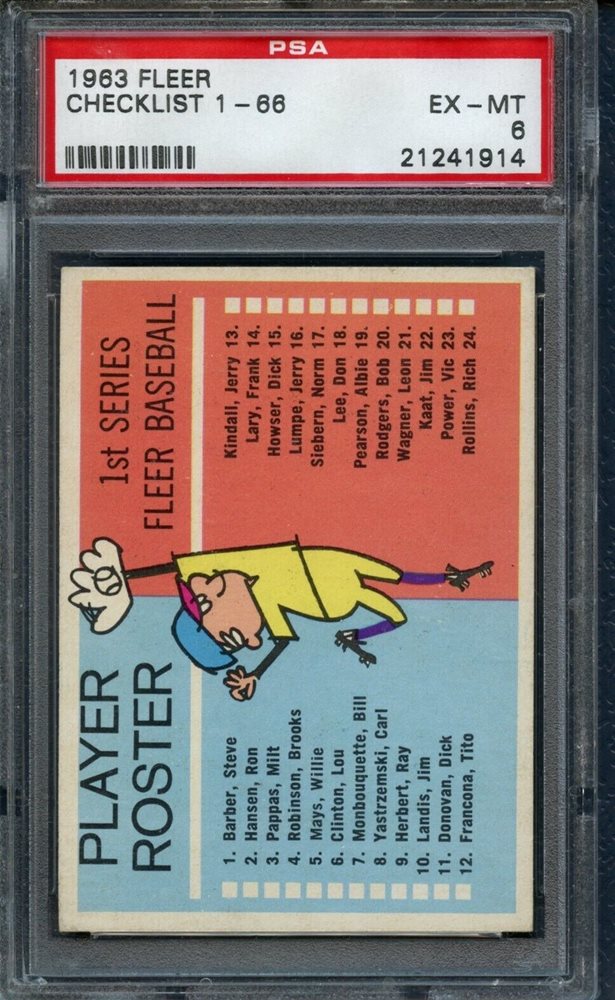 PSA
1963 FLEER
CHECKLIST 1 - 66
EX - MT
6
21241914
PLAYER
ROSTER
1st SERIES
FLEER BASEBALL
1. Barber, Steve
2. Hansen, Ron
3. Pappas, Milt
4. Robinson, Brooks
5. Mays, Willie
6. Clinton, Lou
7. Monbouquette, Bill
8. Yastrzemski, Carl
9. Herbert, Ray
10. Landis, Jim
11. Donovan, Dick
12. Francona, Tito
Kindall, Jerry 13.
Lary, Frank 14.
Howser, Dick 15.
Lumpe, Jerry 16.
Siebern, Norm 17.
Lee, Don 18.
Pearson, Albie 19.
Rodgers, Bob 20.
Wagner, Leon 21.
Kaat, Jim 22.
Power, Vic 23.
Rollins, Rich 24.